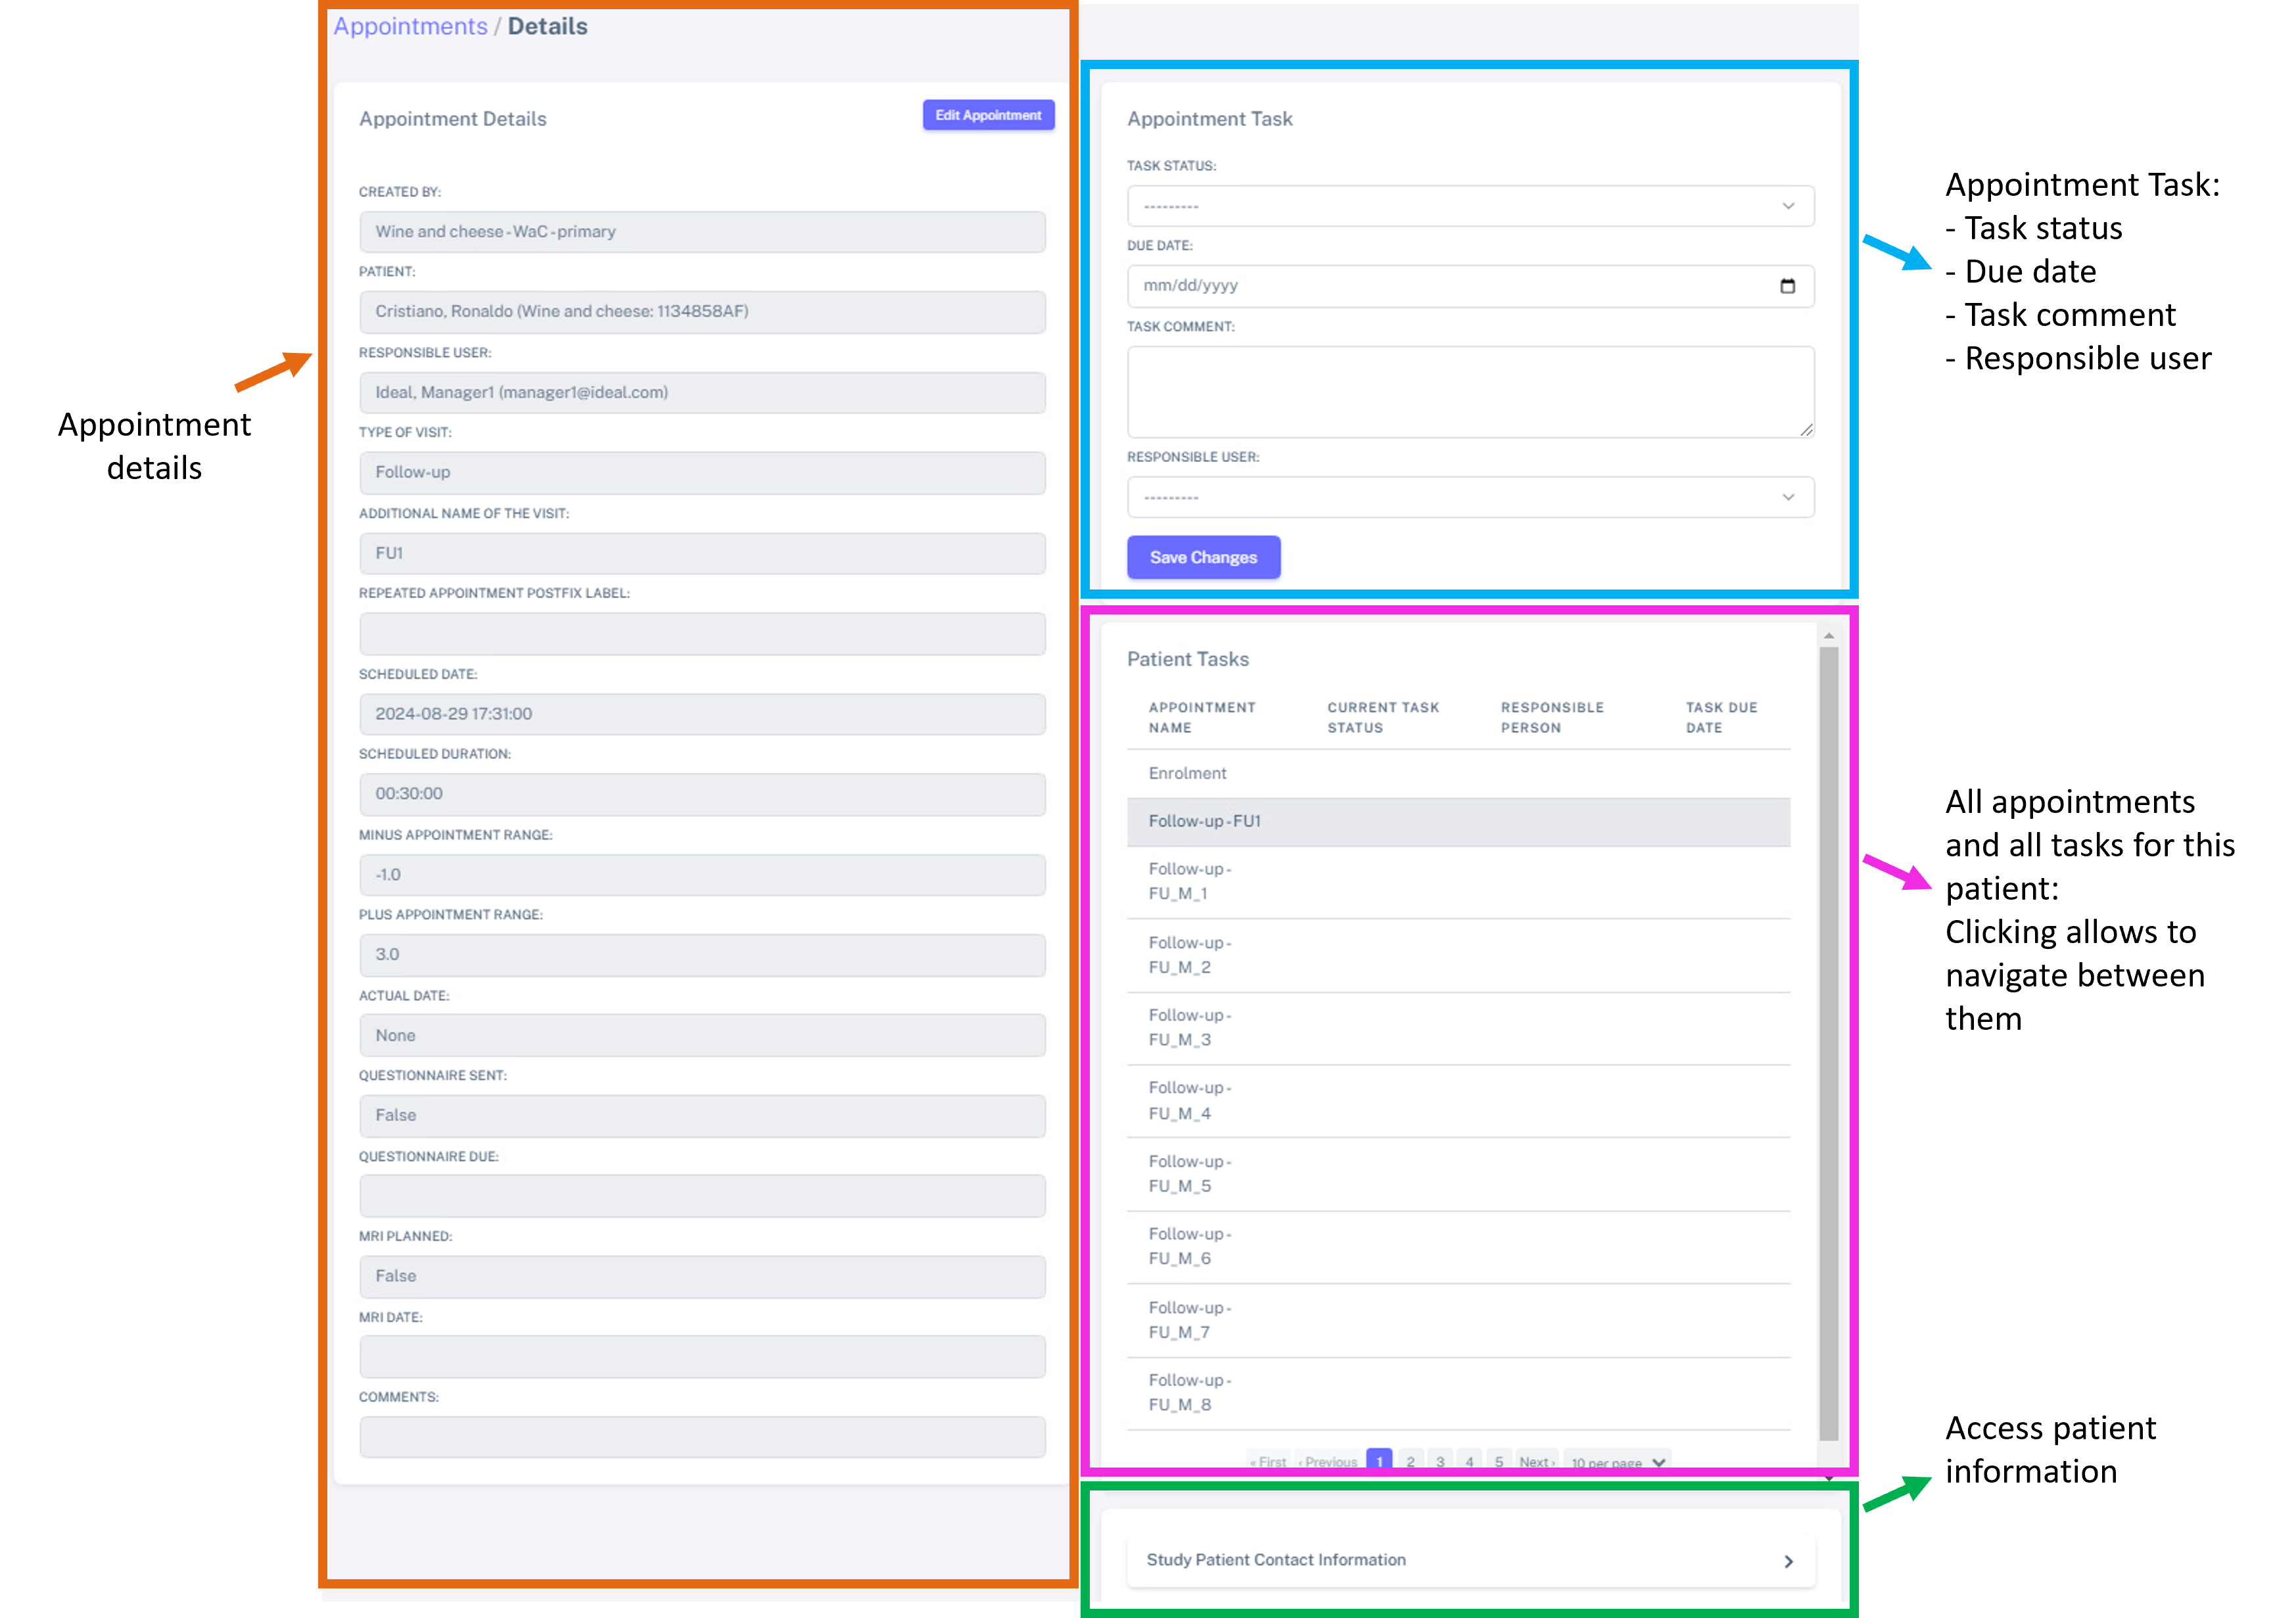 Appointments / Details
Appointment Details
Edit Appointment
CREATED BY:
Wine and cheese - WaC - primary
PATIENT:
Cristiano, Ronaldo (Wine and cheese: 1134858AF)
RESPONSIBLE USER:
Ideal, Manager1 (manager1@ideal.com)
TYPE OF VISIT:
Follow-up
ADDITIONAL NAME OF THE VISIT:
FU1
REPEATED APPOINTMENT POSTFIX LABEL:
SCHEDULED DATE:
2024-08-29 17:31:00
SCHEDULED DURATION:
00:30:00
MINUS APPOINTMENT RANGE:
-1.0
PLUS APPOINTMENT RANGE:
3.0
ACTUAL DATE:
None
QUESTIONNAIRE SENT:
False
QUESTIONNAIRE DUE:
MRI PLANNED:
False
MRI DATE:
COMMENTS:
Appointment
details
Appointment Task
TASK STATUS:
---------
DUE DATE:
mm/dd/yyyy
TASK COMMENT:
RESPONSIBLE USER:
---------
Save Changes
Appointment Task:
- Task status
- Due date
- Task comment
- Responsible user
Patient Tasks
APPOINTMENT NAME CURRENT TASK STATUS RESPONSIBLE PERSON TASK DUE DATE
Enrolment
Follow-up - FU1
Follow-up -
FU_M_1
Follow-up -
FU_M_2
Follow-up -
FU_M_3
Follow-up -
FU_M_4
Follow-up -
FU_M_5
Follow-up -
FU_M_6
Follow-up -
FU_M_7
Follow-up -
FU_M_8
« First ‹ Previous 1 2 3 4 5 Next › 10 per page
All appointments
and all tasks for this
patient:
Clicking allows to
navigate between
them
Study Patient Contact Information
Access patient
information